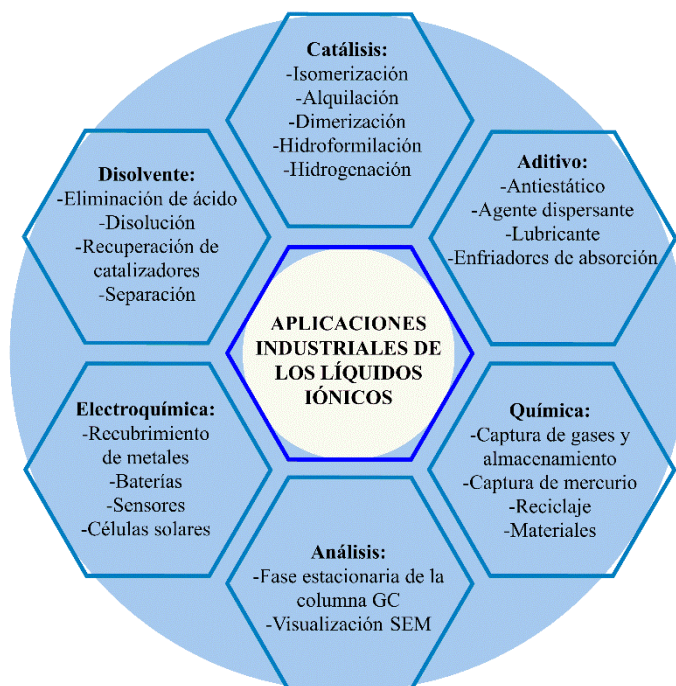 Catálisis:
-Isomerización
-Alquilación
-Dimerización
-Hidroformilación
-Hidrogenación
Disolvente:
-Eliminación de ácido
-Disolución
-Recuperación de
catalizadores
-Separación
Aditivo:
-Antiestático
-Agente dispersante
-Lubricante
-Enfriadores de absorción
APLICACIONES
INDUSTRIALES DE
LOS LÍQUIDOS
IÓNICOS
Electroquímica:
-Recubrimiento
de metales
-Baterías
-Sensores
-Células solares
Química:
-Captura de gases y
almacenamiento
-Captura de mercurio
-Reciclaje
-Materiales
Análisis:
-Fase estacionaria de la
columna GC
-Visualización SEM